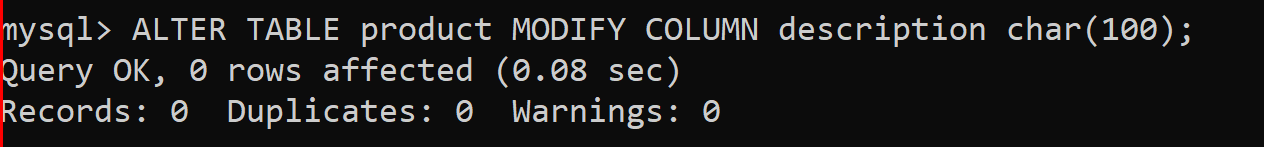 mysql> ALTER TABLE product MODIFY COLUMN description char(100);
Query OK, 0 rows affected (0.08 sec)
Records: 0  Duplicates: 0  Warnings: 0